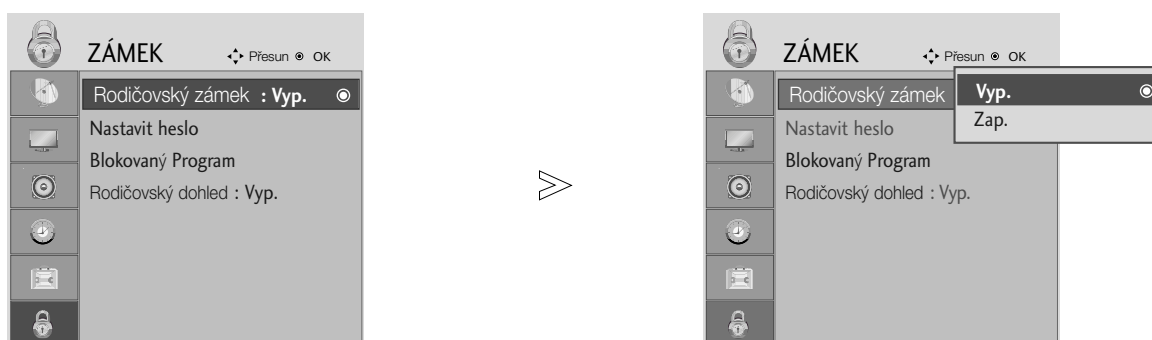 ZÁMEK
Přesun OK
Rodičovský zámek : Vyp.
Nastavit heslo
Blokovaný Program
Rodičovský dohled : Vyp.
ZÁMEK
Přesun OK
Rodičovský zámek
Vyp.
Zap.
Nastavit heslo
Blokovaný Program
Rodičovský dohled : Vyp.